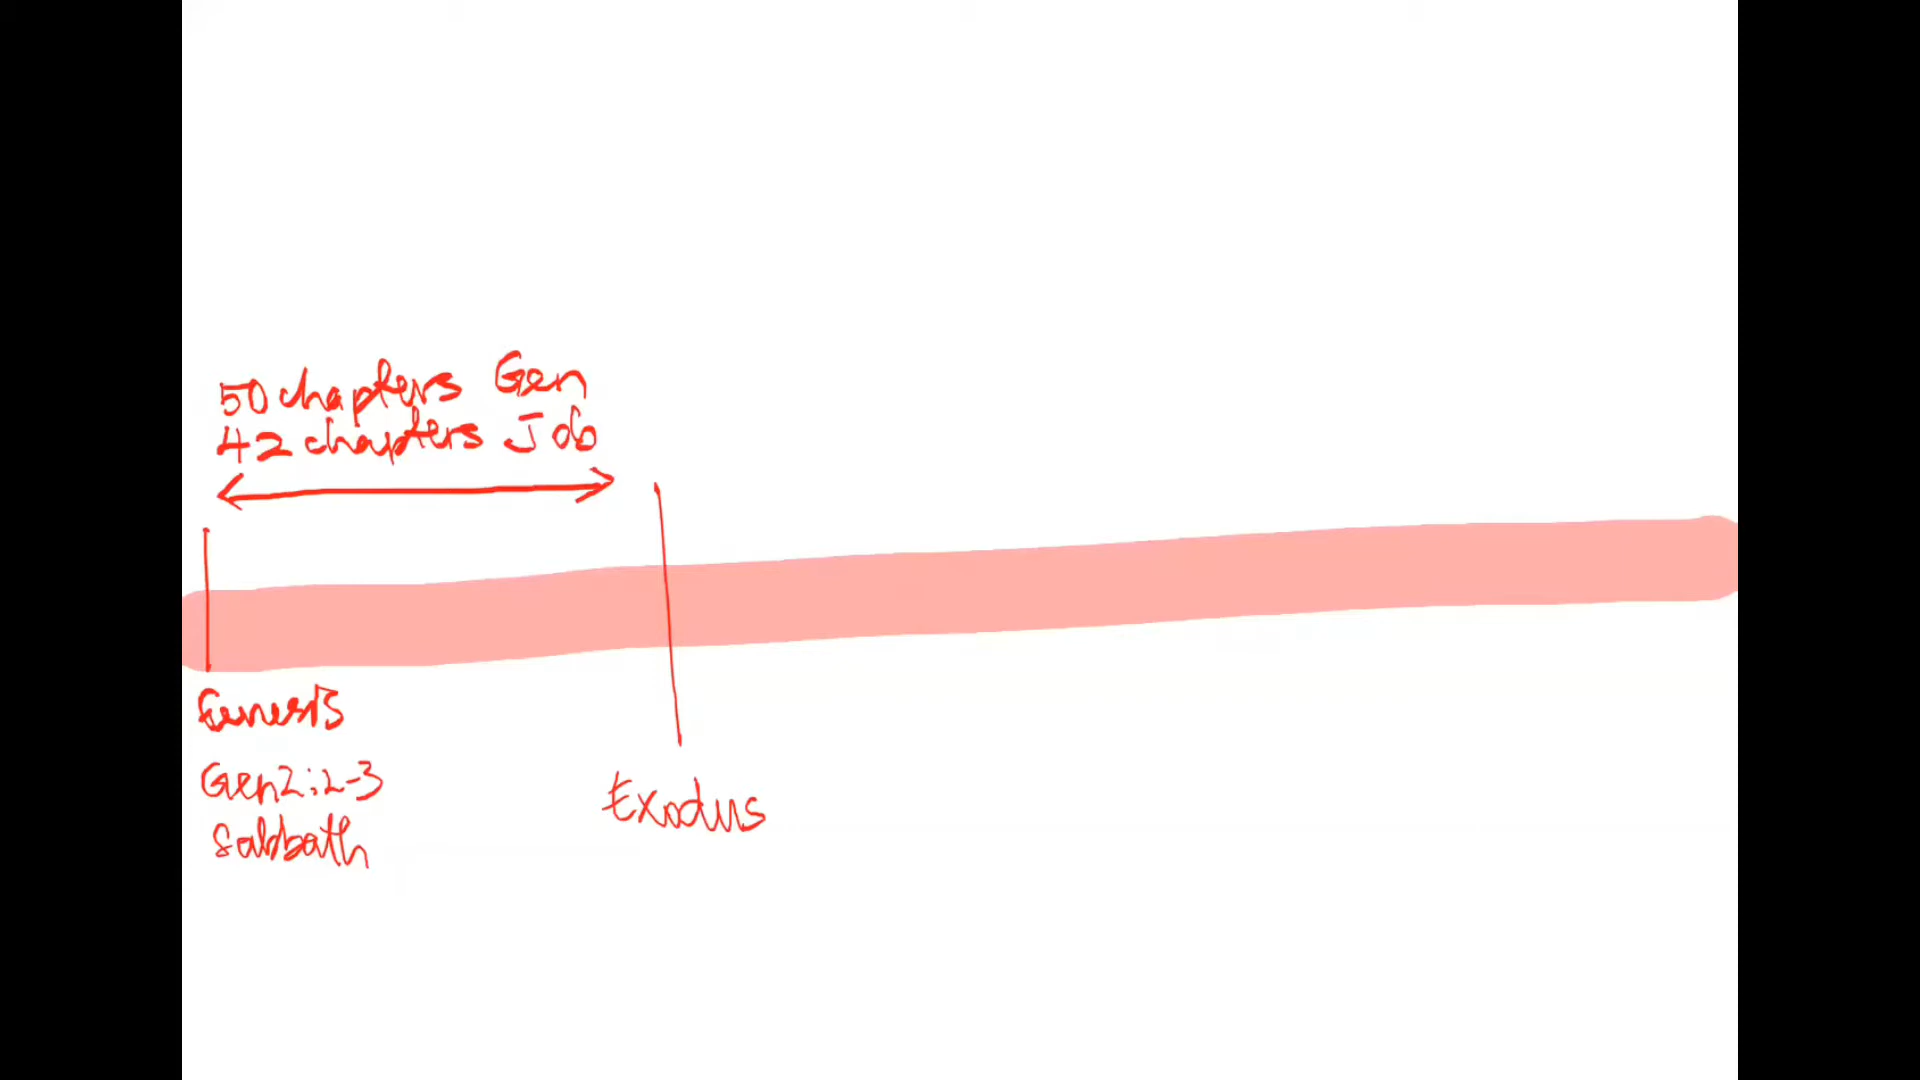 50 chapters Gen
42 chapters Job
Genesis
Gen2:2-3
Sabbath
Exodus